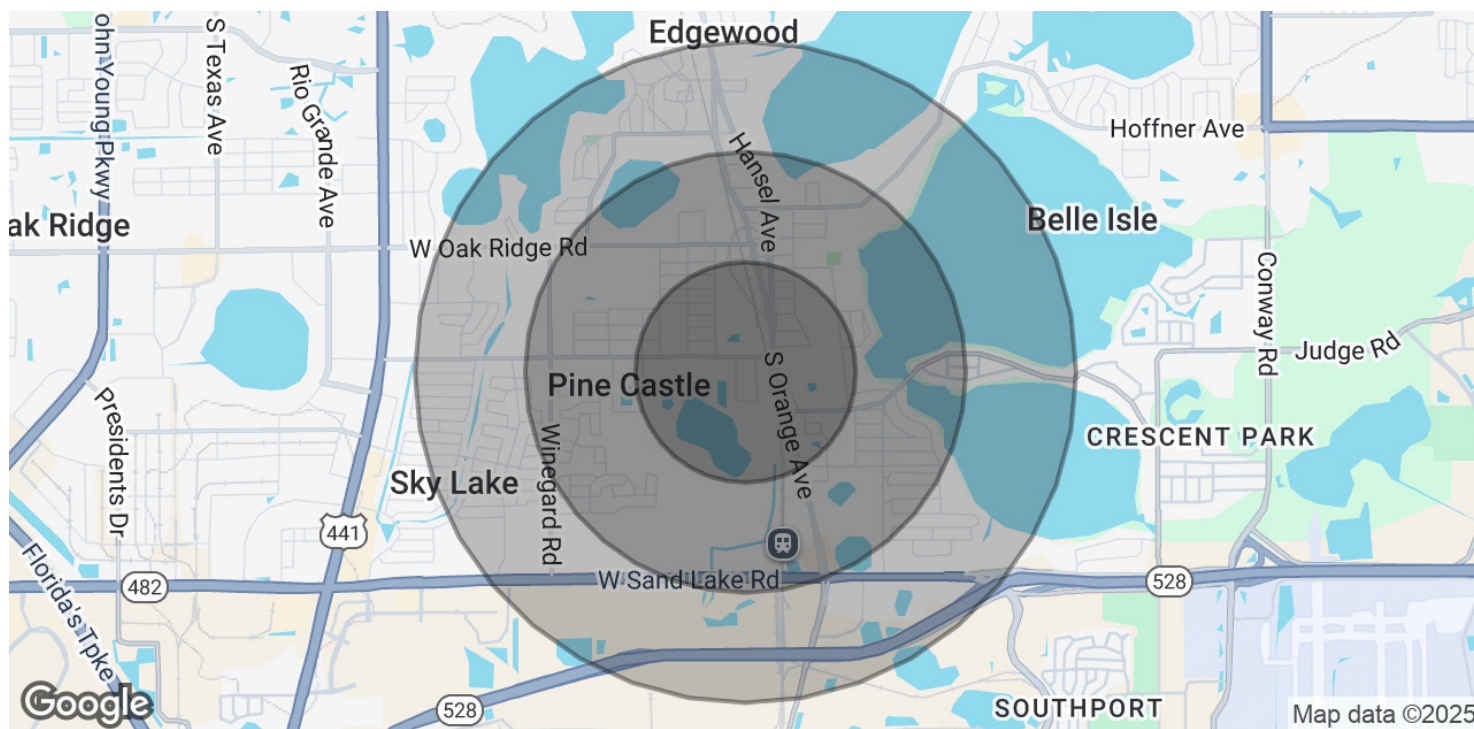 Edgewood
ohn Young Pkwy
S Texas Ave
Rio Grande Ave
Hansel Ave
Hoffner Ave
ak Ridge
W Oak Ridge Rd
Belle Isle
Conway Rd
Judge Rd
Pine Castle
S Orange Ave
Presidents Dr
Winegard Rd
CRESCENT PARK
Sky Lake
441
Florida's Tpke
482
W Sand Lake Rd
528
528
SOUTHPORT
Google
Map data ©2025